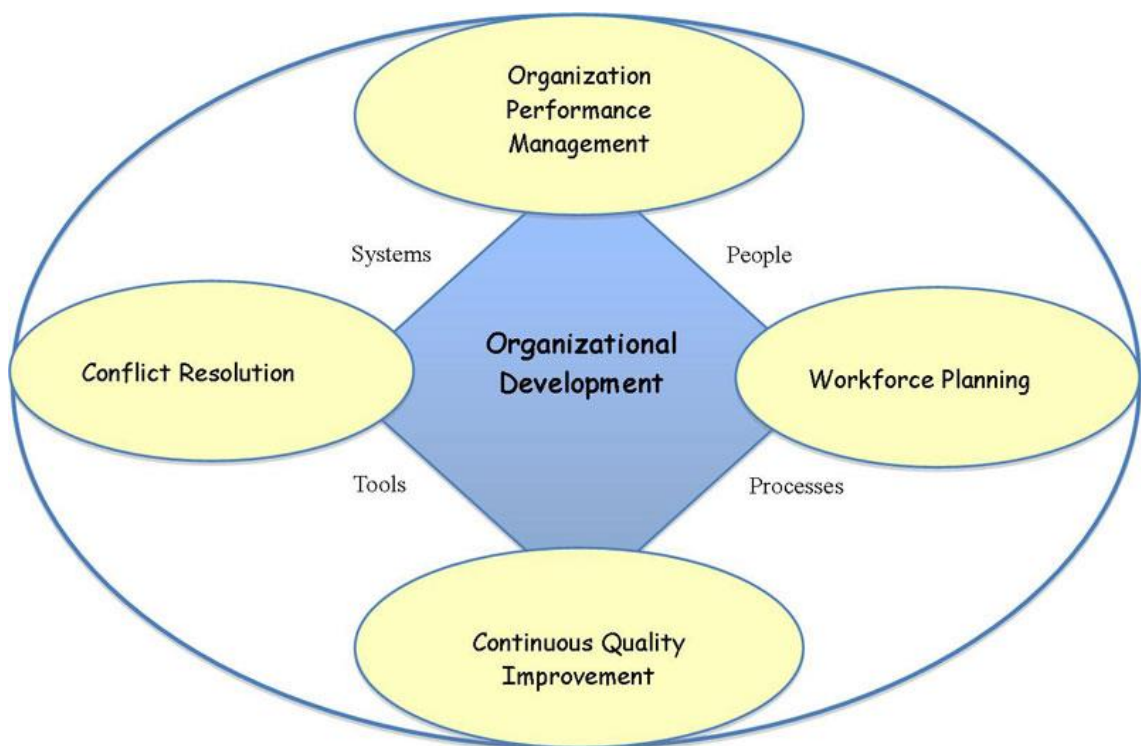 Organization
Performance
Management
Systems
People
Organizational
Development
Conflict Resolution
Workforce Planning
Tools
Processes
Continuous Quality
Improvement